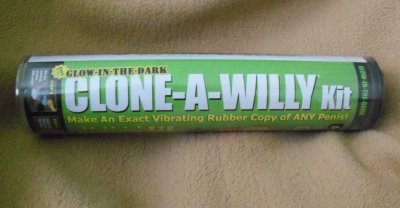 GLOW-IN-THE-DARK
CLONE-A-WILLY Kit
Make An Exact Vibrating Rubber Copy of ANY Penis!